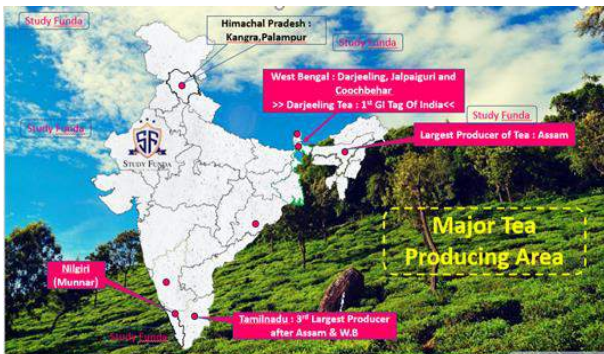 Study Funda
Himachal Pradesh :
Kangra,Palampur
Study Funda
West Bengal : Darjeeling, Jalpaiguri and
Coochbehar
>> Darjeeling Tea : 1st GI Tag Of India<<
Study Funda
Largest Producer of Tea : Assam
Study Funda
SF
STUDY FUNDA
Major Tea
Producing Area
Nilgiri
(Munnar)
Tamilnadu : 3rd Largest Producer
after Assam & W.B
Study Funda